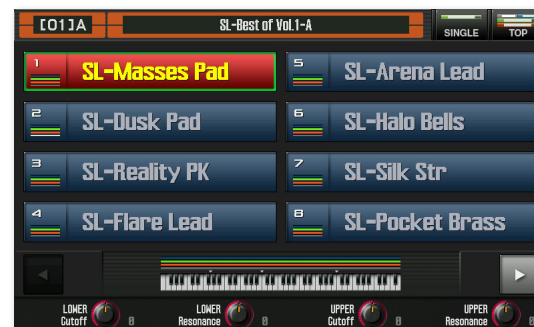 [01]A
SL-Best of Vol.1-A
SINGLE
TOP
1
SL-Masses Pad
5
SL-Arena Lead
2
SL-Dusk Pad
6
SL-Halo Bells
3
SL-Reality PK
7
SL-Silk Str
4
SL-Flare Lead
8
SL-Pocket Brass
LOWER
Cutoff
0
LOWER
Resonance
0
UPPER
Cutoff
0
UPPER
Resonance
0